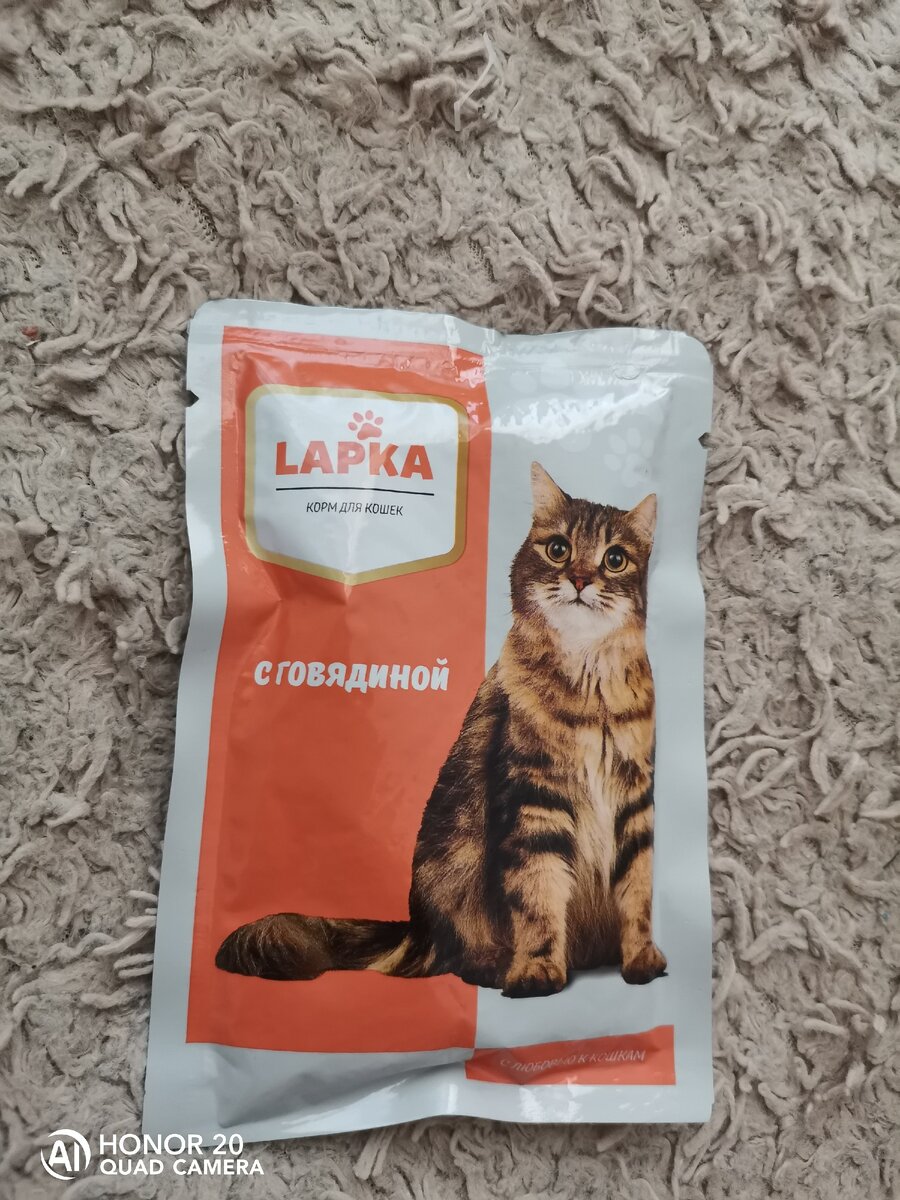 LAPKA
КОРМ ДЛЯ КОШЕК
С ГОВЯДИНОЙ
С ЛЮБОВЬЮ К КОШКАМ
HONOR 20
QUAD CAMERA